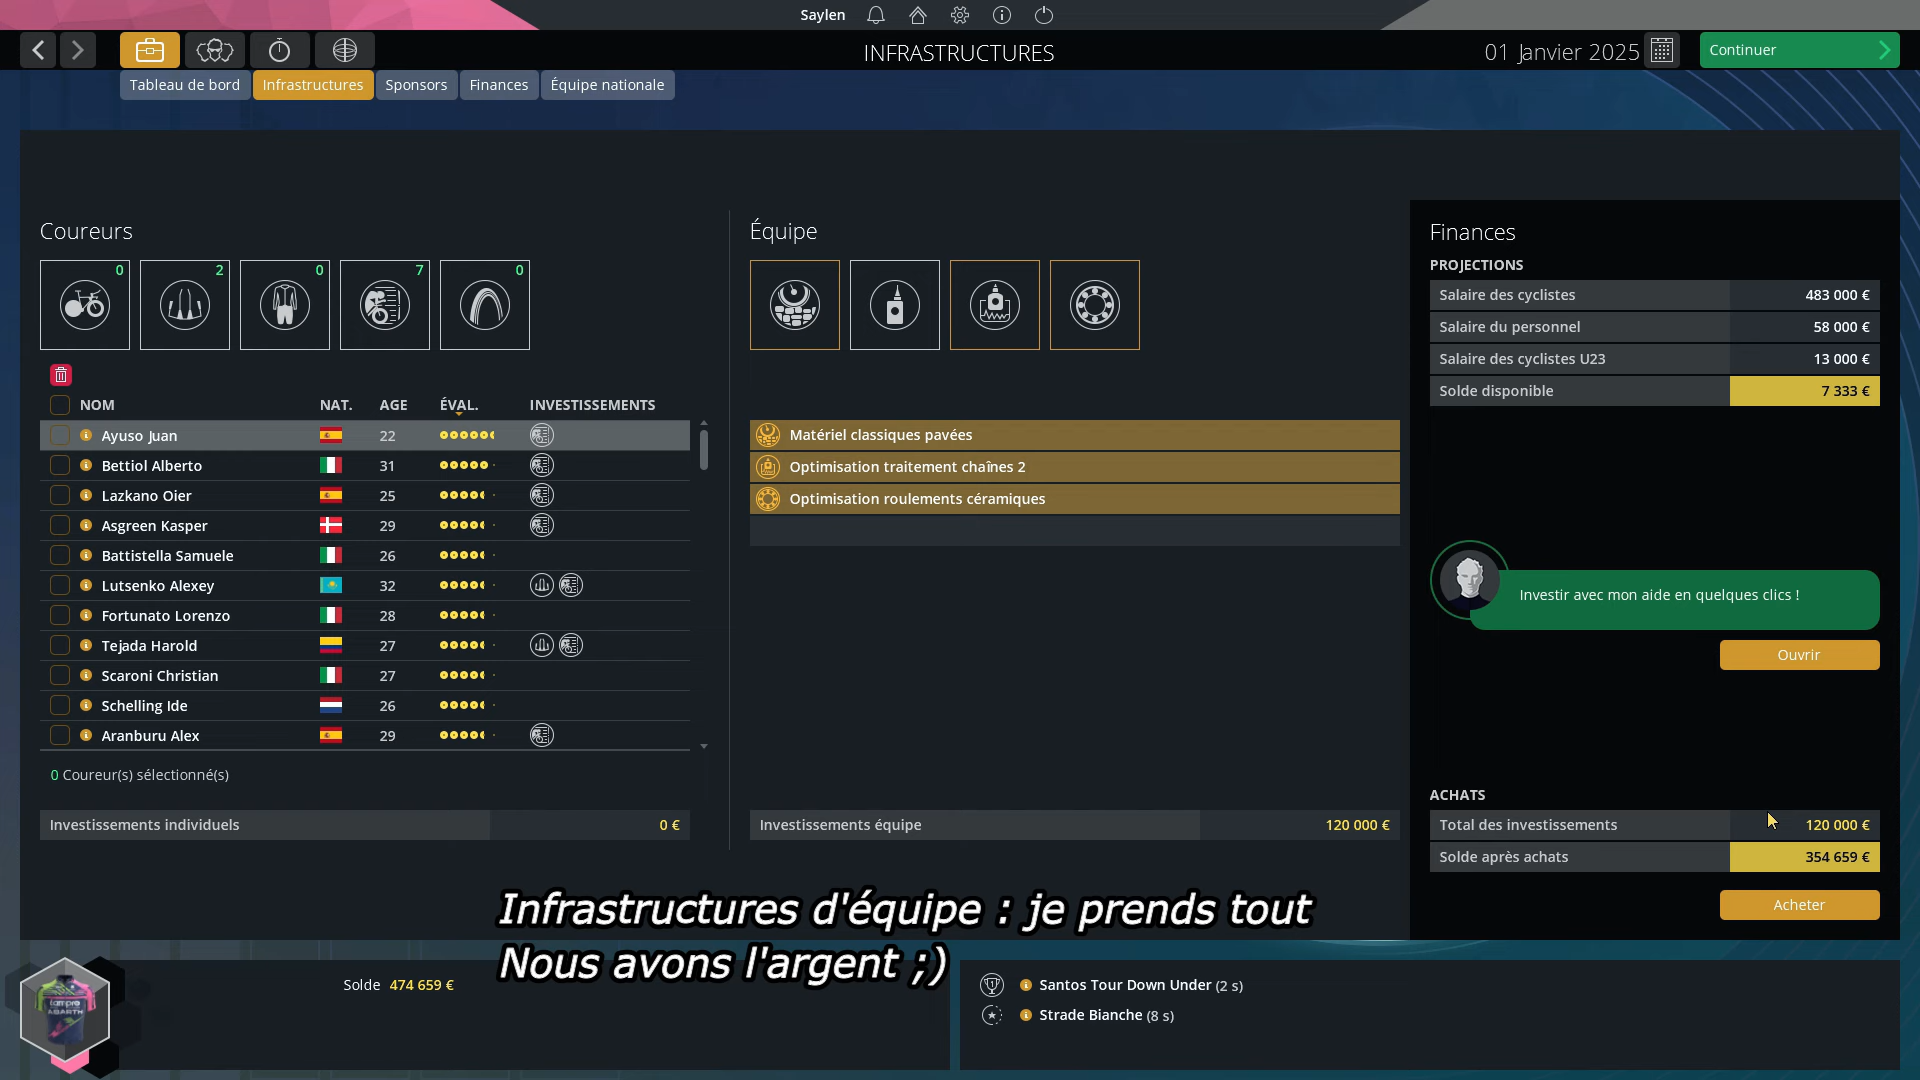 Saylen
INFRASTRUCTURES
01 Janvier 2025
Continuer
Tableau de bord
Infrastructures
Sponsors
Finances
Équipe nationale
Coureurs
0
2
0
7
0
NOM NAT. AGE ÉVAL. INVESTISSEMENTS
Ayuso Juan 22
Bettiol Alberto 31
Lazkano Oier 25
Asgreen Kasper 29
Battistella Samuele 26
Lutsenko Alexey 32
Fortunato Lorenzo 28
Tejada Harold 27
Scaroni Christian 27
Schelling Ide 26
Aranburu Alex 29
0 Coureur(s) sélectionné(s)
Investissements individuels 0 €
Équipe
Matériel classiques pavées
Optimisation traitement chaînes 2
Optimisation roulements céramiques
Investissements équipe 120 000 €
Finances
PROJECTIONS
Salaire des cyclistes 483 000 €
Salaire du personnel 58 000 €
Salaire des cyclistes U23 13 000 €
Solde disponible 7 333 €
Investir avec mon aide en quelques clics !
Ouvrir
ACHATS
Total des investissements 120 000 €
Solde après achats 354 659 €
Acheter
Infrastructures d'équipe : je prends tout
Nous avons l'argent ;)
Solde 474 659 €
Santos Tour Down Under (2 s)
Strade Bianche (8 s)
lampre
ABARTH